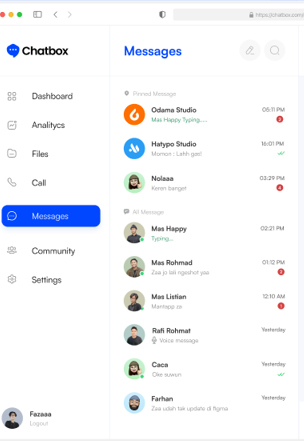 https://chatbox.com/
Chatbox
Messages
Dashboard
Analitycs
Files
Call
Messages
Community
Settings
Fazaaa
Logout
Pinned Message
Odama Studio
05:11 PM
Mas Happy Typing.....
2
Hatypo Studio
16:01 PM
Momon : Lahh gas!
Nolaaa
03:29 PM
Keren banget
4
All Message
Mas Happy
02:21 PM
Typing...
Mas Rohmad
01:12 PM
Zaa jo lali ngeshot yaa
2
Mas Listian
12:10 AM
Mantapp za
1
Rafi Rohmat
Yesterday
Voice message
Caca
Yesterday
Oke suwun
Farhan
Yesterday
Zaa udah tak update di figma